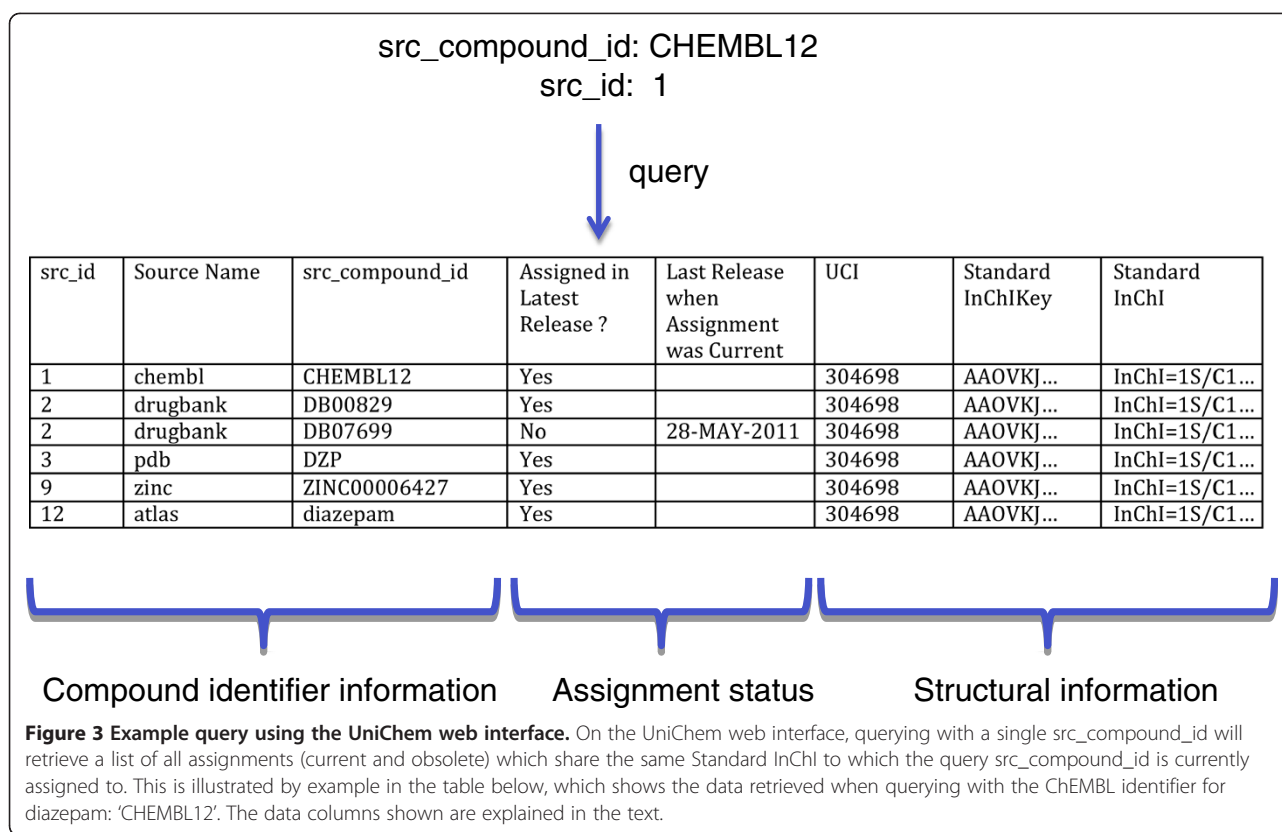 src_compound_id: CHEMBL12
src_id: 1
query
src_id Source Name src_compound_id Assigned in Latest Release ? Last Release when Assignment was Current UCI Standard InChIKey Standard InChI
1 chembl CHEMBL12 Yes 304698 AAOVKJ... InChI=1S/C1...
2 drugbank DB00829 Yes 304698 AAOVKJ... InChI=1S/C1...
2 drugbank DB07699 No 28-MAY-2011 304698 AAOVKJ... InChI=1S/C1...
3 pdb DZP Yes 304698 AAOVKJ... InChI=1S/C1...
9 zinc ZINC00006427 Yes 304698 AAOVKJ... InChI=1S/C1...
12 atlas diazepam Yes 304698 AAOVKJ... InChI=1S/C1...
Compound identifier information Assignment status Structural information
Figure 3 Example query using the UniChem web interface. On the UniChem web interface, querying with a single src_compound_id will
retrieve a list of all assignments (current and obsolete) which share the same Standard InChI to which the query src_compound_id is currently
assigned to. This is illustrated by example in the table below, which shows the data retrieved when querying with the ChEMBL identifier for
diazepam: ‘CHEMBL12’. The data columns shown are explained in the text.